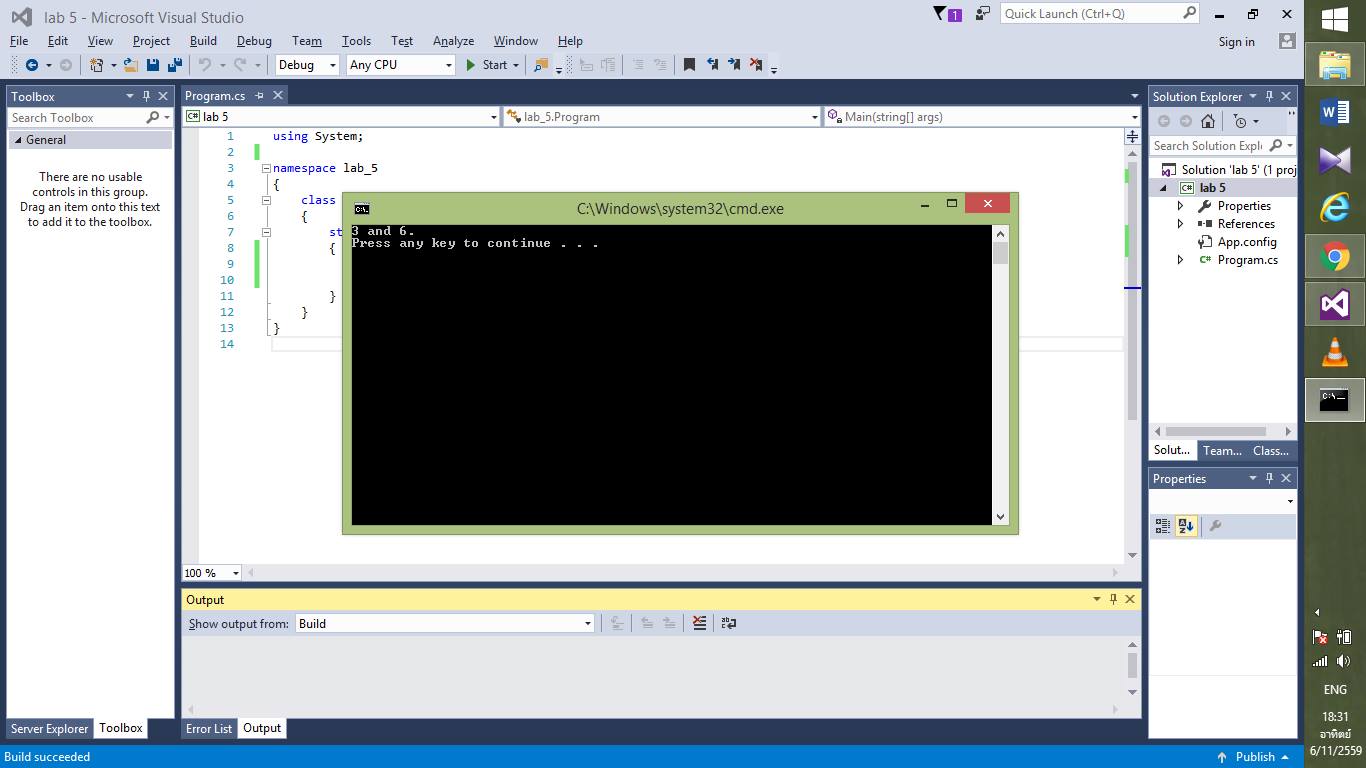 lab 5 - Microsoft Visual Studio
1
Quick Launch (Ctrl+Q)
File Edit View Project Build Debug Team Tools Test Analyze Window Help
Sign in
Debug Any CPU Start
Toolbox
Search Toolbox
General
There are no usable
controls in this group.
Drag an item onto this text
to add it to the toolbox.
Server Explorer Toolbox
Program.cs
C# lab 5 lab_5.Program Main(string[] args)
1 using System;
2
3 namespace lab_5
4 {
5 class
6 {
7 st
8 {
9
10
11 }
12 }
13 }
14
C:\Windows\system32\cmd.exe
3 and 6.
Press any key to continue . . .
100 %
Output
Show output from: Build
Error List Output
Solution Explorer
Search Solution Expl
Solution 'lab 5' (1 proj
C# lab 5
Properties
References
App.config
C# Program.cs
Solut... Team... Class...
Properties
Build succeeded
Publish
ENG
18:31
อาทิตย์
6/11/2559